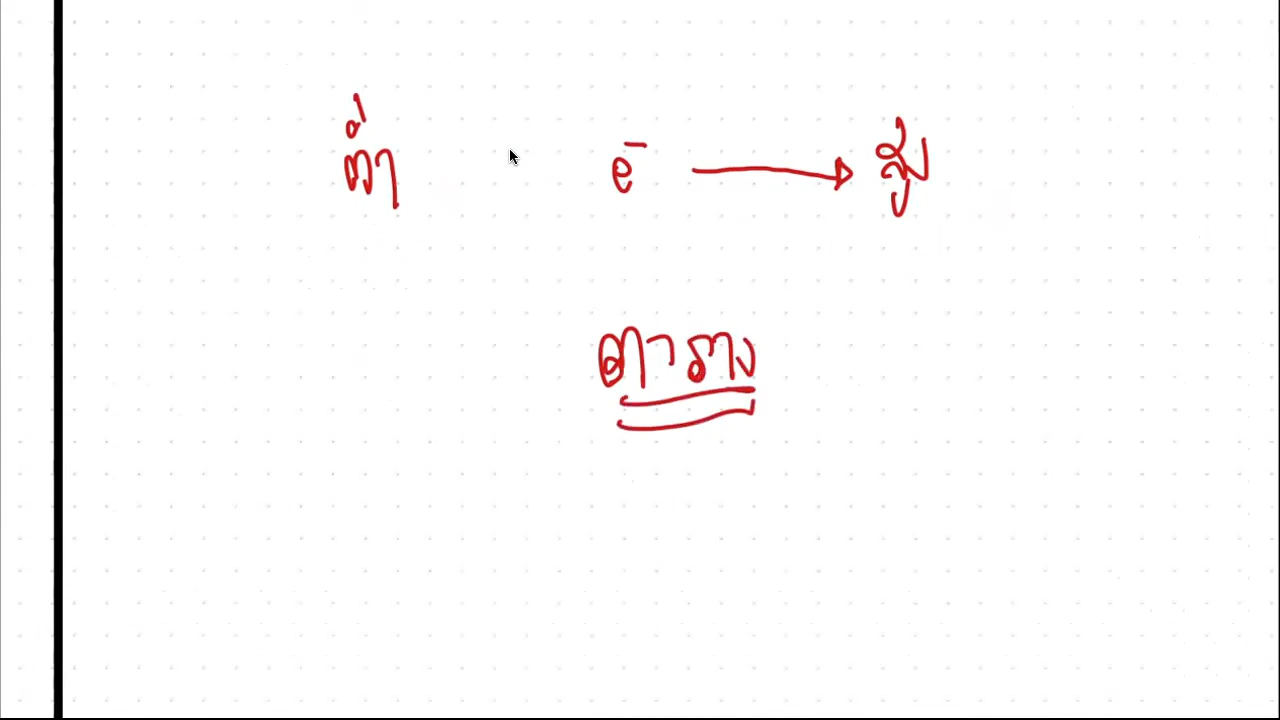 ต่ำ e⁻ → สูง
ตาราง